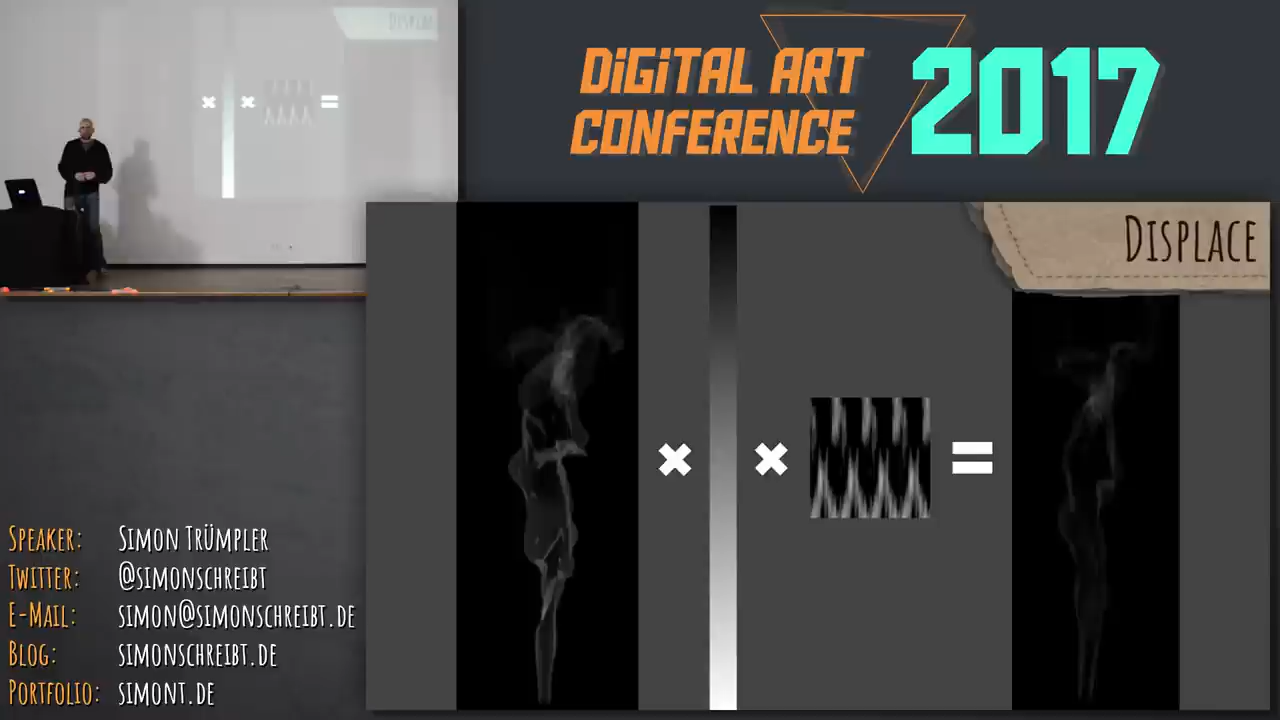 DiGiTAL ART
CONFERENCE
2017
DISPLACE
DISPLACE
SPEAKER: SIMON TRÜMPLER
TWITTER: @SIMONSCHREIBT
E-MAIL: SIMON@SIMONSCHREIBT.DE
BLOG: SIMONSCHREIBT.DE
PORTFOLIO: SIMONT.DE